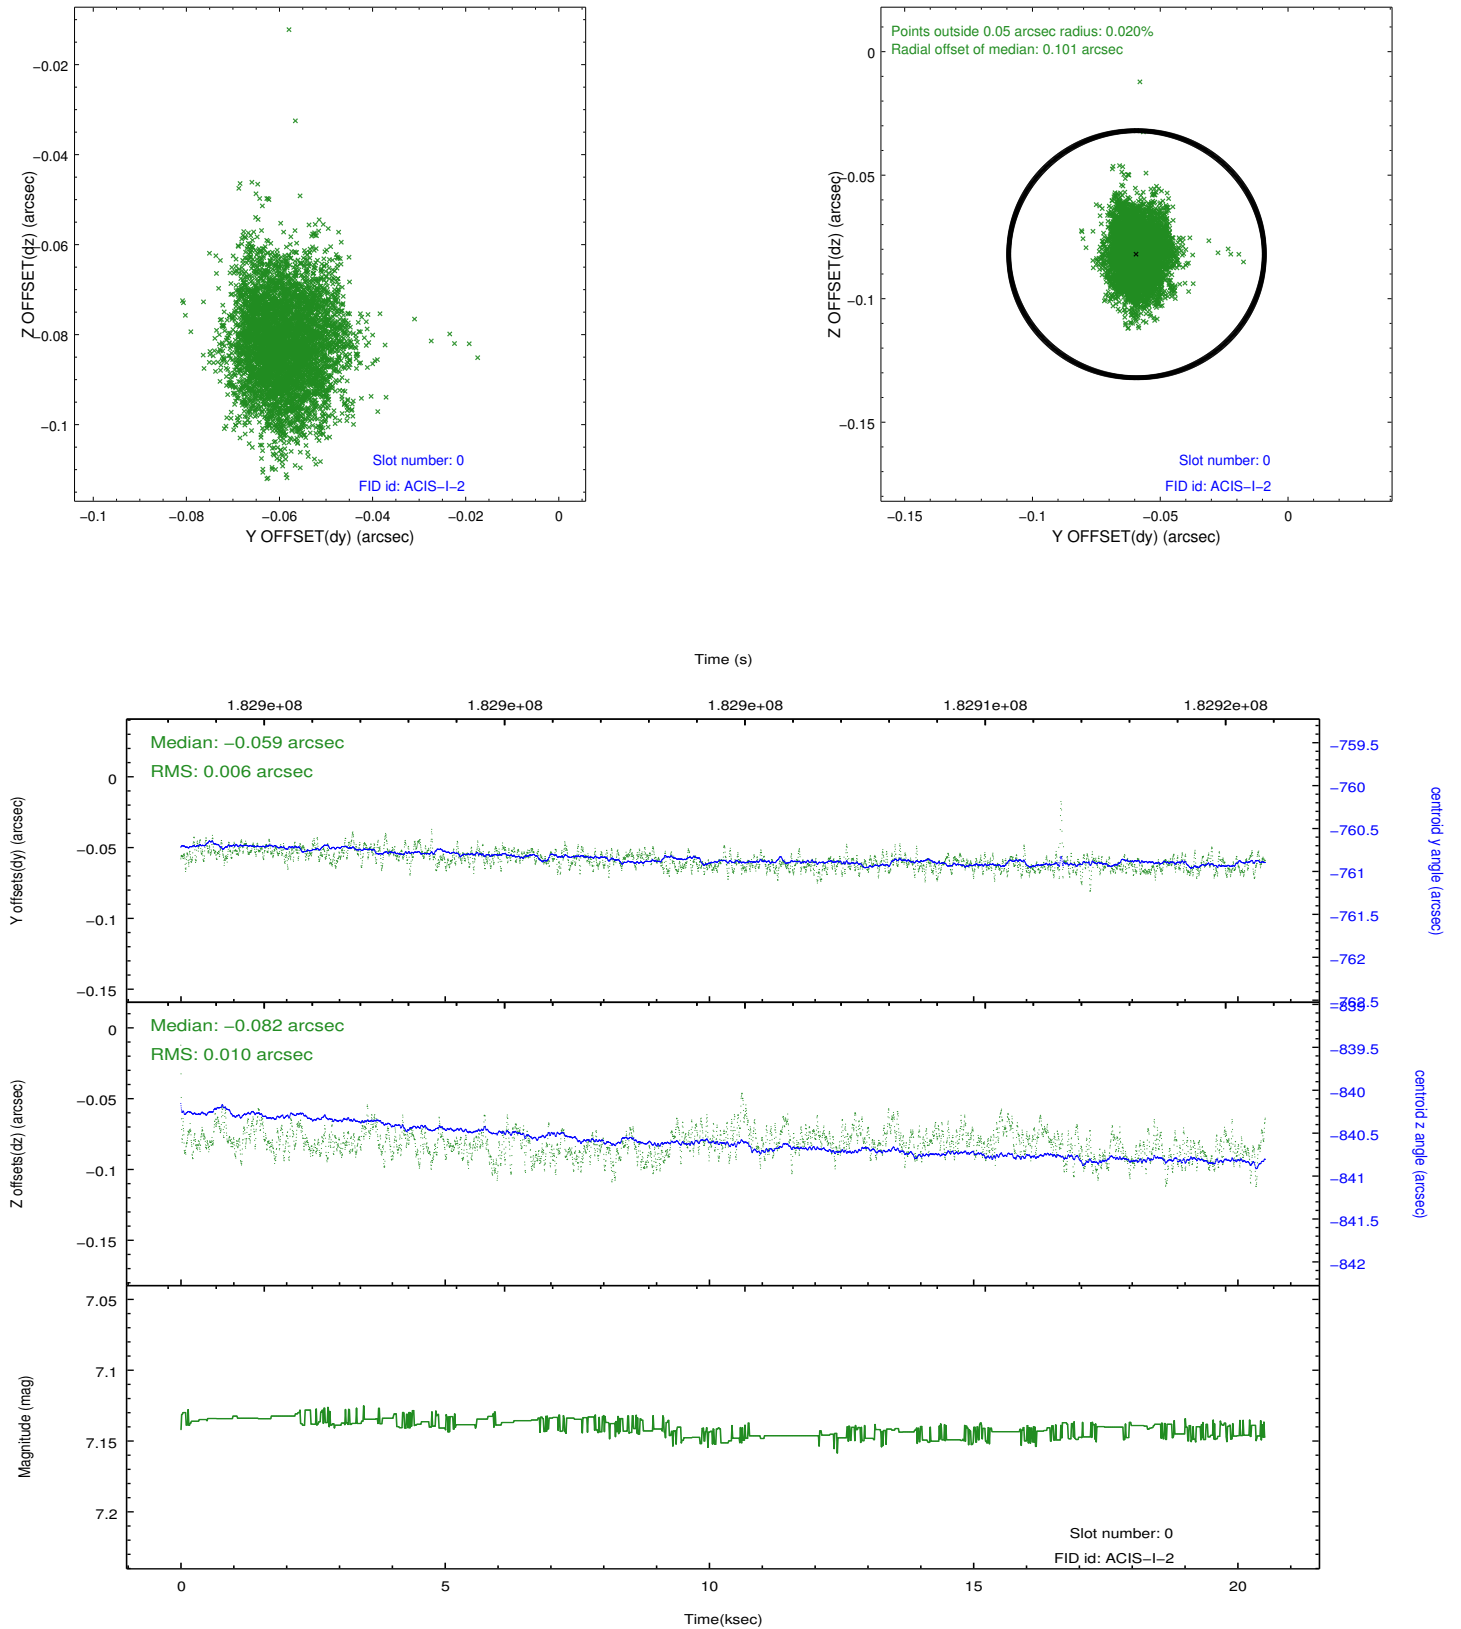 −0.02
−0.04
−0.06
−0.08
−0.1
Z OFFSET(dz) (arcsec)
−0.1
−0.08
−0.06
−0.04
−0.02
0
Y OFFSET(dy) (arcsec)
Slot number: 0
FID id: ACIS−I−2
Points outside 0.05 arcsec radius: 0.020%
Radial offset of median: 0.101 arcsec
0
−0.05
−0.1
−0.15
Z OFFSET(dz) (arcsec)
Slot number: 0
FID id: ACIS−I−2
−0.15
−0.1
−0.05
0
Y OFFSET(dy) (arcsec)
Time (s)
1.829e+08
1.829e+08
1.829e+08
1.8291e+08
1.8292e+08
Median: −0.059 arcsec
RMS: 0.006 arcsec
0
−0.05
−0.1
−0.15
Y offsets(dy) (arcsec)
−759.5
−760
−760.5
−761
−761.5
−762
−762.5
centroid y angle (arcsec)
Median: −0.082 arcsec
RMS: 0.010 arcsec
0
−0.05
−0.1
−0.15
Z offsets(dz) (arcsec)
−839
−839.5
−840
−840.5
−841
−841.5
−842
centroid z angle (arcsec)
7.05
7.1
7.15
7.2
Magnitude (mag)
Slot number: 0
FID id: ACIS−I−2
0
5
10
15
20
Time(ksec)